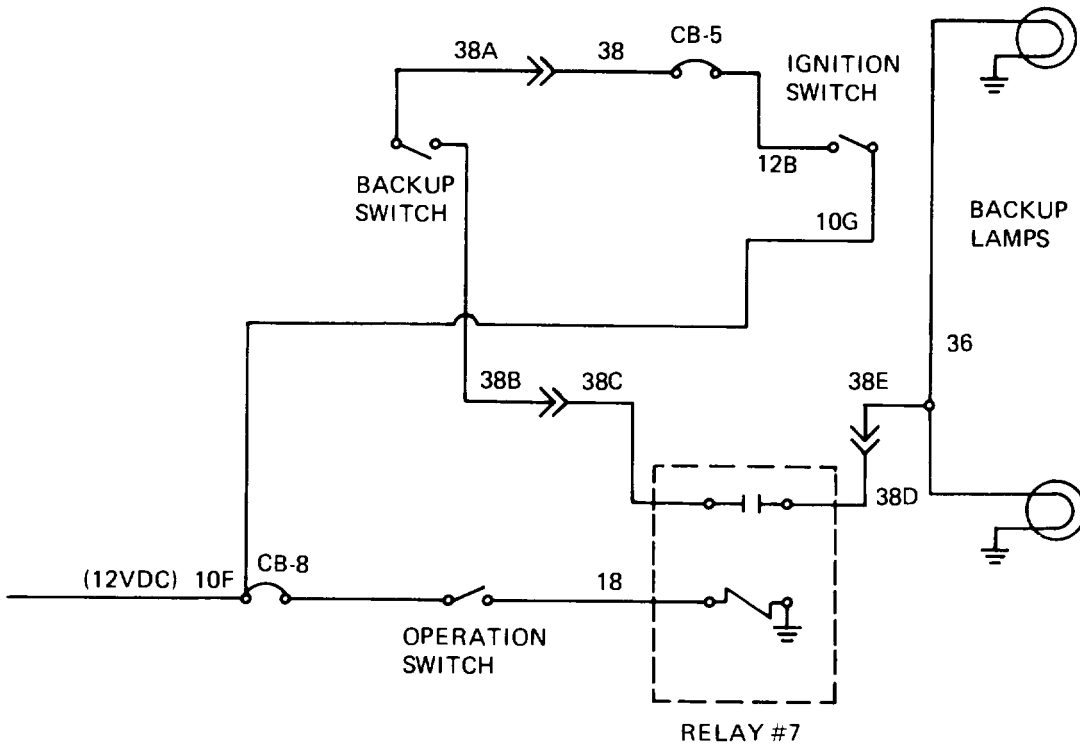 38A
38
CB-5
IGNITION
SWITCH
12B
BACKUP
SWITCH
10G
BACKUP
LAMPS
36
38B
38C
38E
38D
(12VDC) 10F
CB-8
18
OPERATION
SWITCH
RELAY #7